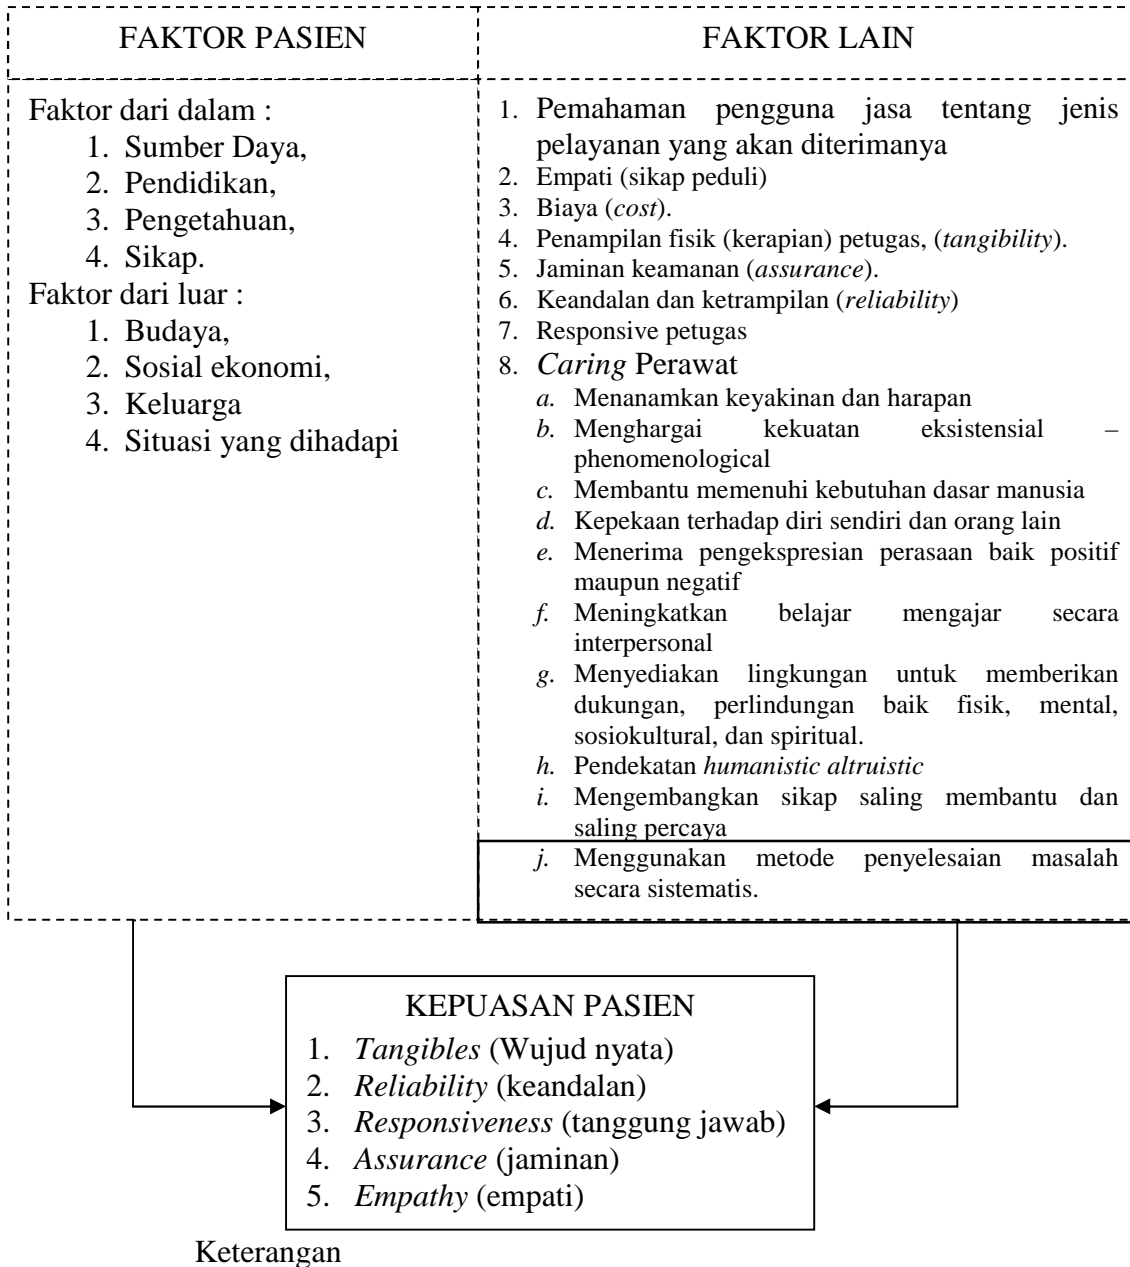 FAKTOR PASIEN
FAKTOR LAIN
Faktor dari dalam :
1. Sumber Daya,
2. Pendidikan,
3. Pengetahuan,
4. Sikap.
Faktor dari luar :
1. Budaya,
2. Sosial ekonomi,
3. Keluarga
4. Situasi yang dihadapi
1. Pemahaman pengguna jasa tentang jenis
pelayanan yang akan diterimanya
2. Empati (sikap peduli)
3. Biaya (cost).
4. Penampilan fisik (kerapian) petugas, (tangibility).
5. Jaminan keamanan (assurance).
6. Keandalan dan ketrampilan (reliability)
7. Responsive petugas
8. Caring Perawat
a. Menanamkan keyakinan dan harapan
b. Menghargai kekuatan eksistensial –
phenomenological
c. Membantu memenuhi kebutuhan dasar manusia
d. Kepekaan terhadap diri sendiri dan orang lain
e. Menerima pengekspresian perasaan baik positif
maupun negatif
f. Meningkatkan belajar mengajar secara
interpersonal
g. Menyediakan lingkungan untuk memberikan
dukungan, perlindungan baik fisik, mental,
sosiokultural, dan spiritual.
h. Pendekatan humanistic altruistic
i. Mengembangkan sikap saling membantu dan
saling percaya
j. Menggunakan metode penyelesaian masalah
secara sistematis.
KEPUASAN PASIEN
1. Tangibles (Wujud nyata)
2. Reliability (keandalan)
3. Responsiveness (tanggung jawab)
4. Assurance (jaminan)
5. Empathy (empati)
Keterangan